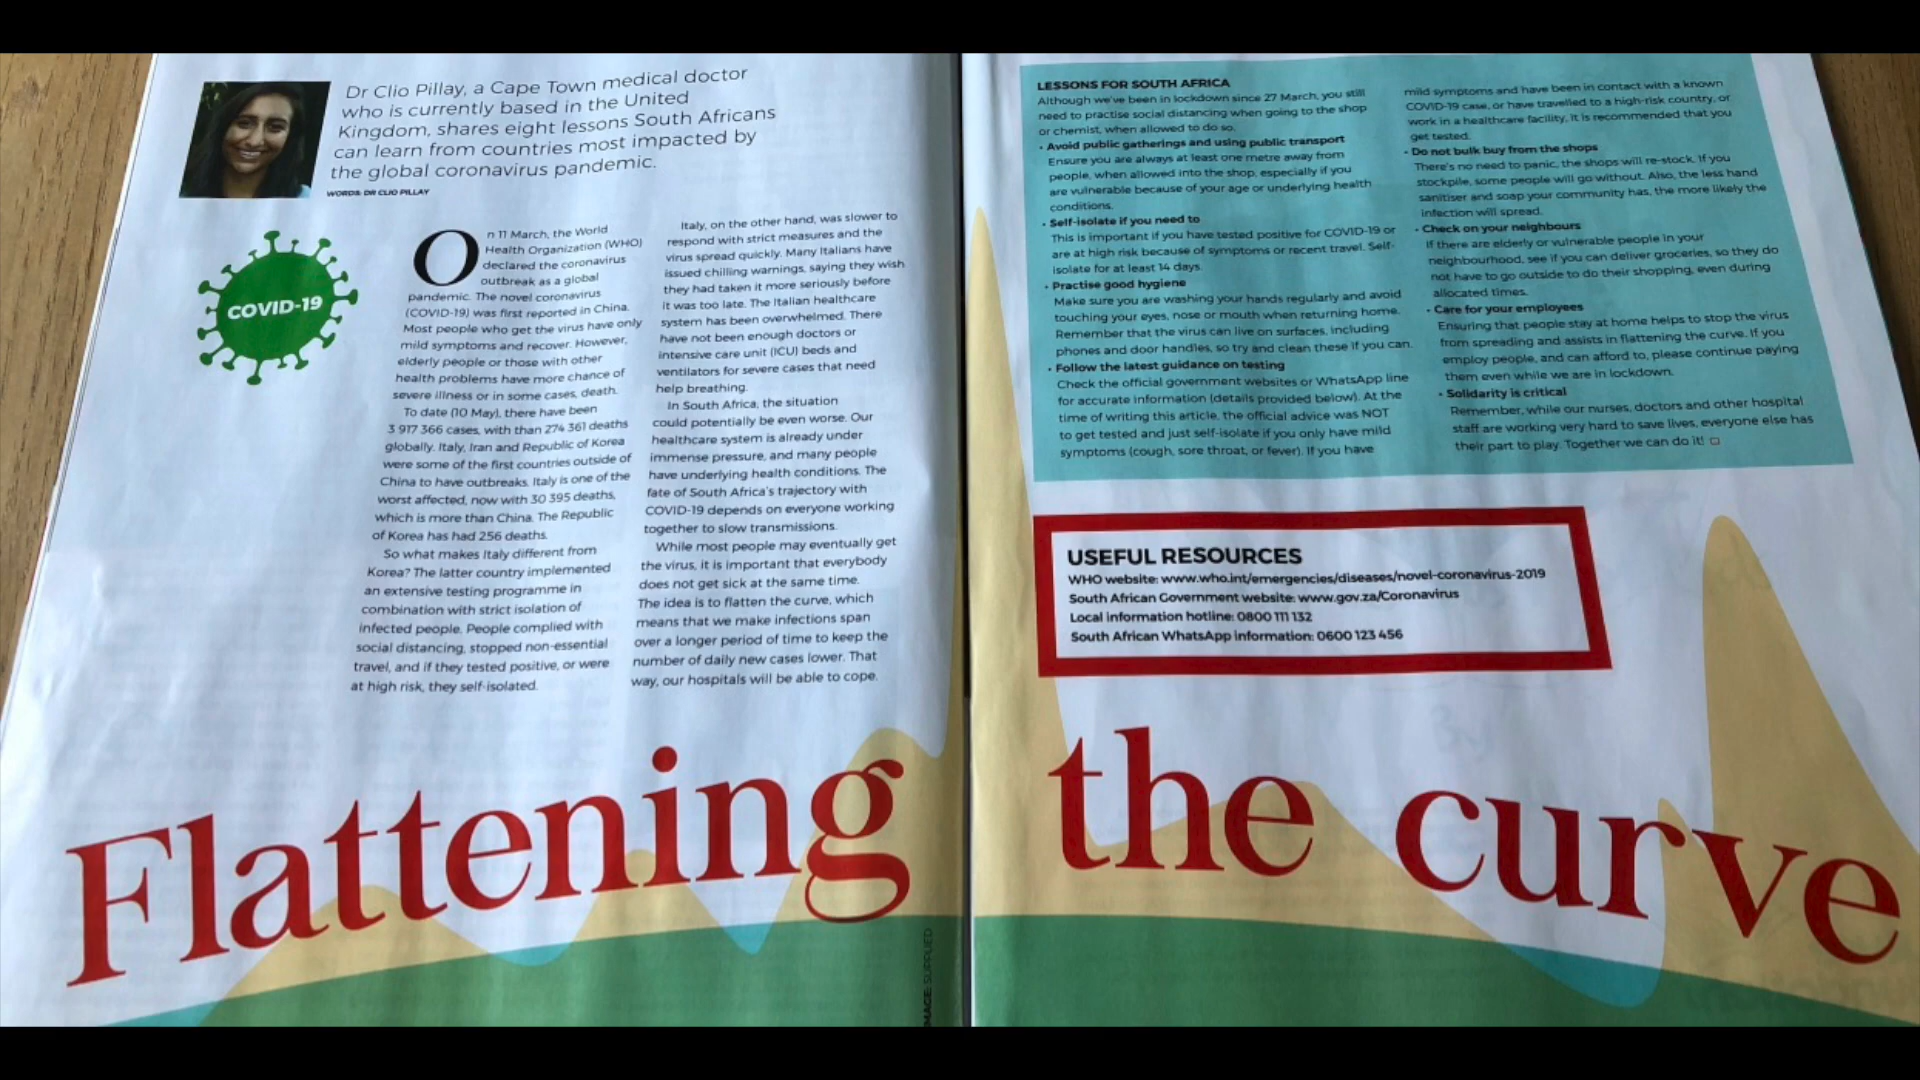 Dr Clio Pillay, a Cape Town medical doctor
who is currently based in the United
Kingdom, shares eight lessons South Africans
can learn from countries most impacted by
the global coronavirus pandemic.
WORDS: DR CLIO PILLAY
COVID-19
On 11 March, the World
Health Organization (WHO)
declared the coronavirus
outbreak as a global
pandemic. The novel coronavirus
(COVID-19) was first reported in China.
Most people who get the virus have only
mild symptoms and recover. However,
elderly people or those with other
health problems have more chance of
severe illness or in some cases, death.
To date (10 May), there have been
3 917 366 cases, with than 274 361 deaths
globally. Italy, Iran and Republic of Korea
were some of the first countries outside of
China to have outbreaks. Italy is one of the
worst affected, now with 30 395 deaths,
which is more than China. The Republic
of Korea has had 256 deaths.
So what makes Italy different from
Korea? The latter country implemented
an extensive testing programme in
combination with strict isolation of
infected people. People complied with
social distancing, stopped non-essential
travel, and if they tested positive, or were
at high risk, they self-isolated.
Italy, on the other hand, was slower to
respond with strict measures and the
virus spread quickly. Many Italians have
issued chilling warnings, saying they wish
they had taken it more seriously before
it was too late. The Italian healthcare
system has been overwhelmed. There
have not been enough doctors or
intensive care unit (ICU) beds and
ventilators for severe cases that need
help breathing.
In South Africa, the situation
could potentially be even worse. Our
healthcare system is already under
immense pressure, and many people
have underlying health conditions. The
fate of South Africa's trajectory with
COVID-19 depends on everyone working
together to slow transmissions.
While most people may eventually get
the virus, it is important that everybody
does not get sick at the same time.
The idea is to flatten the curve, which
means that we make infections span
over a longer period of time to keep the
number of daily new cases lower. That
way, our hospitals will be able to cope.
LESSONS FOR SOUTH AFRICA
Although we've been in lockdown since 27 March, you still
need to practise social distancing when going to the shop
or chemist, when allowed to do so.
• Avoid public gatherings and using public transport
Ensure you are always at least one metre away from
people, when allowed into the shop, especially if you
are vulnerable because of your age or underlying health
conditions.
• Self-isolate if you need to
This is important if you have tested positive for COVID-19 or
are at high risk because of symptoms or recent travel. Self-
isolate for at least 14 days.
• Practise good hygiene
Make sure you are washing your hands regularly and avoid
touching your eyes, nose or mouth when returning home.
Remember that the virus can live on surfaces, including
phones and door handles, so try and clean these if you can.
• Follow the latest guidance on testing
Check the official government websites or WhatsApp line
for accurate information (details provided below). At the
time of writing this article, the official advice was NOT
to get tested and just self-isolate if you only have mild
symptoms (cough, sore throat, or fever). If you have
mild symptoms and have been in contact with a known
COVID-19 case, or have travelled to a high-risk country, or
work in a healthcare facility, it is recommended that you
get tested.
• Do not bulk buy from the shops
There's no need to panic, the shops will re-stock. If you
stockpile, some people will go without. Also, the less hand
sanitiser and soap your community has, the more likely the
infection will spread.
• Check on your neighbours
If there are elderly or vulnerable people in your
neighbourhood, see if you can deliver groceries, so they do
not have to go outside to do their shopping, even during
allocated times.
• Care for your employees
Ensuring that people stay at home helps to stop the virus
from spreading and assists in flattening the curve. If you
employ people, and can afford to, please continue paying
them even while we are in lockdown.
• Solidarity is critical
Remember, while our nurses, doctors and other hospital
staff are working very hard to save lives, everyone else has
their part to play. Together we can do it!
USEFUL RESOURCES
WHO website: www.who.int/emergencies/diseases/novel-coronavirus-2019
South African Government website: www.gov.za/Coronavirus
Local information hotline: 0800 111 132
South African WhatsApp information: 0600 123 456
Flattening the curve
IMAGE: SUPPLIED